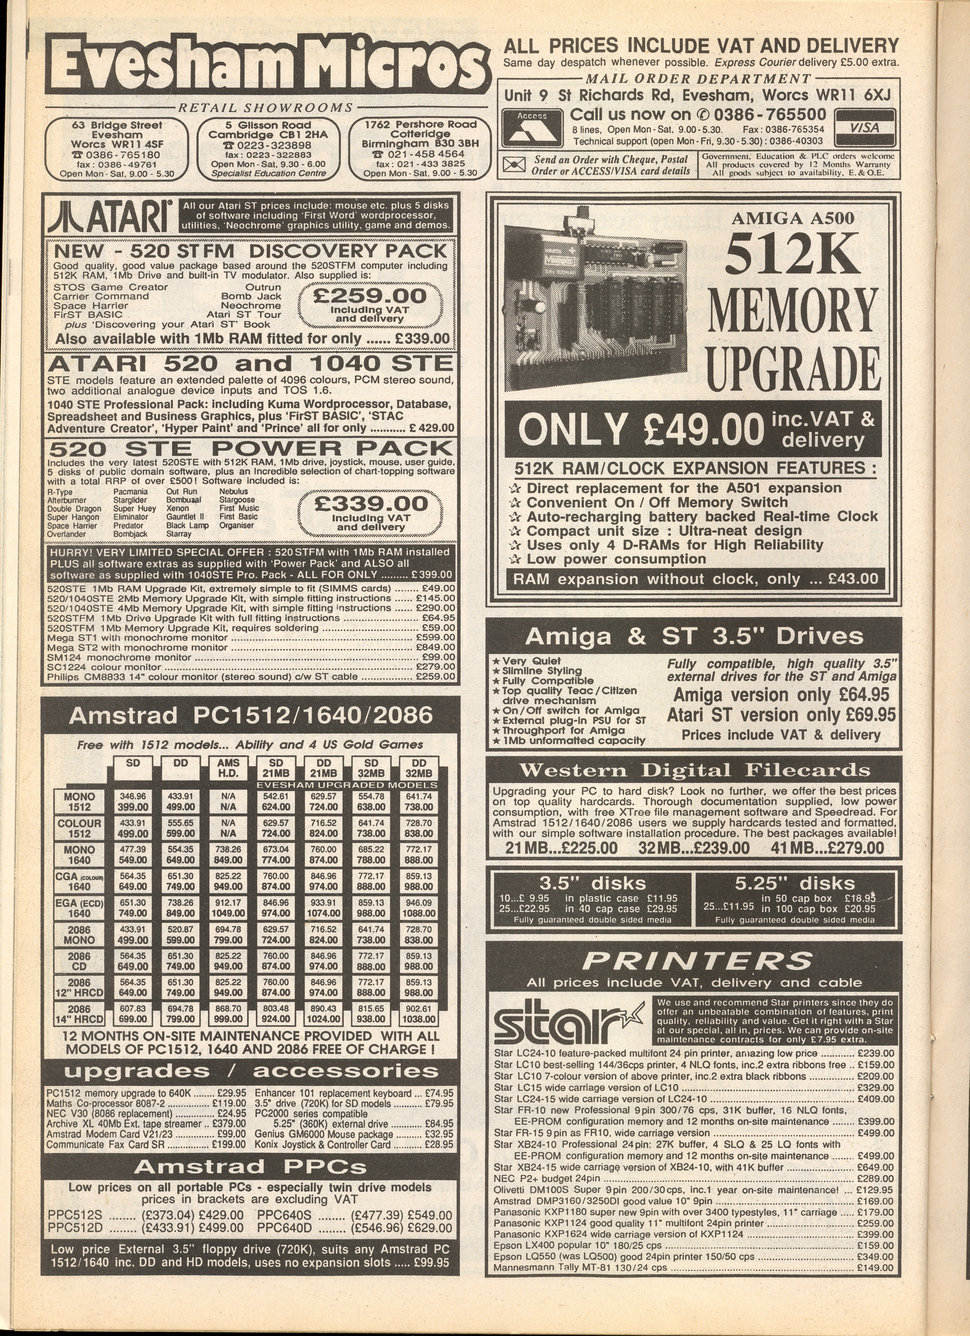 Evesham Micros
RETAIL SHOWROOMS
63 Bridge Street
Evesham
Worcs WR11 4SF
☎ 0386-765180
fax : 0386-49761
Open Mon - Sat, 9.00 - 5.30
5 Glisson Road
Cambridge CB1 2HA
☎ 0223-323898
fax : 0223-322883
Open Mon - Sat, 9.30 - 6.00
Specialist Education Centre
1762 Pershore Road
Cotteridge
Birmingham B30 3BH
☎ 021 - 458 4564
fax : 021 - 433 3825
Open Mon - Sat, 9.00 - 5.30
ALL PRICES INCLUDE VAT AND DELIVERY
Same day despatch whenever possible. Express Courier delivery £5.00 extra.
MAIL ORDER DEPARTMENT
Unit 9 St Richards Rd, Evesham, Worcs WR11 6XJ
Access
Call us now on ✆ 0386-765500
8 lines, Open Mon - Sat, 9.00 - 5.30. Fax : 0386-765354
Technical support (open Mon - Fri, 9.30 - 5.30) : 0386-40303
VISA
Send an Order with Cheque, Postal
Order or ACCESS/VISA card details
Government, Education & PLC orders welcome
All products covered by 12 Months Warranty
All goods subject to availability, E. & O.E.
ATARI
All our Atari ST prices include: mouse etc. plus 5 disks
of software including 'First Word' wordprocessor,
utilities, 'Neochrome' graphics utility, game and demos.
NEW - 520 STFM DISCOVERY PACK
Good quality, good value package based around the 520STFM computer including
512K RAM, 1Mb Drive and built-in TV modulator. Also supplied is:
STOS Game Creator Outrun
Carrier Command Bomb Jack
Space Harrier Neochrome
FirST BASIC Atari ST Tour
plus 'Discovering your Atari ST' Book
£259.00
Including VAT
and delivery
Also available with 1Mb RAM fitted for only ...... £339.00
ATARI 520 and 1040 STE
STE models feature an extended palette of 4096 colours, PCM stereo sound,
two additional analogue device inputs and TOS 1.6.
1040 STE Professional Pack: including Kuma Wordprocessor, Database,
Spreadsheet and Business Graphics, plus 'FirST BASIC', 'STAC
Adventure Creator', 'Hyper Paint' and 'Prince' all for only .......... £ 429.00
520 STE POWER PACK
Includes the very latest 520STE with 512K RAM, 1Mb drive, joystick, mouse, user guide,
5 disks of public domain software, plus an incredible selection of chart-topping software
with a total RRP of over £500! Software included is:
R-Type Pacmania Out Run Nebulus
Afterburner Starglider Bombuzal Stargoose
Double Dragon Super Huey Xenon First Music
Super Hangon Eliminator Gauntlet II First Basic
Space Harrier Predator Black Lamp Organiser
Overlander Bombjack Starray
£339.00
Including VAT
and delivery
HURRY! VERY LIMITED SPECIAL OFFER : 520STFM with 1Mb RAM installed
PLUS all software extras as supplied with 'Power Pack' and ALSO all
software as supplied with 1040STE Pro. Pack - ALL FOR ONLY ........ £ 399.00
520STE 1Mb RAM Upgrade Kit, extremely simple to fit (SIMMS cards) ........ £49.00
520/1040STE 2Mb Memory Upgrade Kit, with simple fitting instructions ...... £145.00
520/1040STE 4Mb Memory Upgrade Kit, with simple fitting instructions ...... £290.00
520STFM 1Mb Drive Upgrade Kit with full fitting instructions ........ £64.95
520STFM 1Mb Memory Upgrade Kit, requires soldering ........ £59.00
Mega ST1 with monochrome monitor ........ £599.00
Mega ST2 with monochrome monitor ........ £849.00
SM124 monochrome monitor ........ £99.00
SC1224 colour monitor ........ £279.00
Philips CM8833 14" colour monitor (stereo sound) c/w ST cable ........ £259.00
Amstrad PC1512/1640/2086
Free with 1512 models... Ability and 4 US Gold Games
SD DD AMS H.D. SD 21MB DD 21MB SD 32MB DD 32MB
EVESHAM UPGRADED MODELS
MONO 346.96 433.91 N/A 542.61 629.57 554.78 641.74
1512 399.00 499.00 N/A 624.00 724.00 638.00 738.00
COLOUR 433.91 555.65 N/A 629.57 716.52 641.74 728.70
1512 499.00 599.00 N/A 724.00 824.00 738.00 838.00
MONO 477.39 554.35 738.26 673.04 760.00 685.22 772.17
1640 549.00 649.00 849.00 774.00 874.00 788.00 888.00
CGA (COLOUR) 564.35 651.30 825.22 760.00 846.96 772.17 859.13
1640 649.00 749.00 949.00 874.00 974.00 888.00 988.00
EGA (ECD) 651.30 738.26 912.17 846.96 933.91 859.13 946.09
1640 749.00 849.00 1049.00 974.00 1074.00 988.00 1088.00
2086 433.91 520.87 694.78 629.57 716.52 641.74 728.70
MONO 499.00 599.00 799.00 724.00 824.00 738.00 838.00
2086 564.35 651.30 825.22 760.00 846.96 772.17 859.13
CD 649.00 749.00 949.00 874.00 974.00 888.00 988.00
2086 564.35 651.30 825.22 760.00 846.96 772.17 859.13
12" HRCD 649.00 749.00 949.00 874.00 974.00 888.00 988.00
2086 607.83 694.78 868.70 803.48 890.43 815.65 902.61
14" HRCD 699.00 799.00 999.00 924.00 1024.00 938.00 1038.00
12 MONTHS ON-SITE MAINTENANCE PROVIDED WITH ALL
MODELS OF PC1512, 1640 AND 2086 FREE OF CHARGE !
upgrades / accessories
PC1512 memory upgrade to 640K ........ £29.95
Maths Co-processor 8087-2 ........ £119.00
NEC V30 (8086 replacement) ........ £24.95
Archive XL 40Mb Ext. tape streamer .. £379.00
Amstrad Modem Card V21/23 ........ £99.00
Communicate Fax Card SR ........ £199.00
Enhancer 101 replacement keyboard ... £74.95
3.5" drive (720K) for SD models ........ £79.95
PC2000 series compatible
5.25" (360K) external drive ........ £84.95
Genius GM6000 Mouse package ........ £32.95
Konix Joystick & Controller Card ........ £28.95
Amstrad PPCs
Low prices on all portable PCs - especially twin drive models
prices in brackets are excluding VAT
PPC512S ........ (£373.04) £429.00 PPC640S ........ (£477.39) £549.00
PPC512D ........ (£433.91) £499.00 PPC640D ........ (£546.96) £629.00
Low price External 3.5" floppy drive (720K), suits any Amstrad PC
1512/1640 inc. DD and HD models, uses no expansion slots ..... £99.95
AMIGA A500
512K
MEMORY
UPGRADE
ONLY £49.00 inc.VAT & delivery
512K RAM/CLOCK EXPANSION FEATURES :
☆ Direct replacement for the A501 expansion
☆ Convenient On / Off Memory Switch
☆ Auto-recharging battery backed Real-time Clock
☆ Compact unit size : Ultra-neat design
☆ Uses only 4 D-RAMs for High Reliability
☆ Low power consumption
RAM expansion without clock, only ... £43.00
Amiga & ST 3.5" Drives
★ Very Quiet
★ Slimline Styling
★ Fully Compatible
★ Top quality Teac / Citizen
drive mechanism
★ On / Off switch for Amiga
★ External plug-in PSU for ST
★ Throughport for Amiga
★ 1Mb unformatted capacity
Fully compatible, high quality 3.5"
external drives for the ST and Amiga
Amiga version only £64.95
Atari ST version only £69.95
Prices include VAT & delivery
Western Digital Filecards
Upgrading your PC to hard disk? Look no further, we offer the best prices
on top quality hardcards. Thorough documentation supplied, low power
consumption, with free XTree file management software and Speedread. For
Amstrad 1512/1640/2086 users we supply hardcards tested and formatted,
with our simple software installation procedure. The best packages available!
21 MB...£225.00 32MB...£239.00 41MB...£279.00
3.5" disks
10...£ 9.95 in plastic case £11.95
25...£22.95 in 40 cap case £29.95
Fully guaranteed double sided media
5.25" disks
25...£11.95 in 50 cap box £18.95
in 100 cap box £20.95
Fully guaranteed double sided media
PRINTERS
All prices include VAT, delivery and cable
star
We use and recommend Star printers since they do
offer an unbeatable combination of features, print
quality, reliability and value. Get it right with a Star
at our special, all in, prices. We can provide on-site
maintenance contracts for only £7.95 extra.
Star LC24-10 feature-packed multifont 24 pin printer, amazing low price ........ £239.00
Star LC10 best-selling 144/36cps printer, 4 NLQ fonts, inc.2 extra ribbons free .. £159.00
Star LC10 7-colour version of above printer, inc.2 extra black ribbons ........ £209.00
Star LC15 wide carriage version of LC10 ........ £329.00
Star LC24-15 wide carriage version of LC24-10 ........ £409.00
Star FR-10 new Professional 9pin 300/76 cps, 31K buffer, 16 NLQ fonts,
EE-PROM configuration memory and 12 months on-site maintenance ........ £399.00
Star FR-15 9pin as FR10, wide carriage version ........ £499.00
Star XB24-10 Professional 24pin: 27K buffer, 4 SLQ & 25 LQ fonts with
EE-PROM configuration memory and 12 months on-site maintenance ........ £499.00
Star XB24-15 wide carriage version of XB24-10, with 41K buffer ........ £649.00
NEC P2+ budget 24pin ........ £289.00
Olivetti DM100S Super 9pin 200/30cps, inc.1 year on-site maintenance! ... £129.95
Amstrad DMP3160/3250DI good value 10" 9pin ........ £169.00
Panasonic KXP1180 super new 9pin with over 3400 typestyles, 11" carriage .... £179.00
Panasonic KXP1124 good quality 11" multifont 24pin printer ........ £259.00
Panasonic KXP1624 wide carriage version of KXP1124 ........ £399.00
Epson LX400 popular 10" 180/25 cps ........ £159.00
Epson LQ550 (was LQ500) good 24pin printer 150/50 cps ........ £349.00
Mannesmann Tally MT-81 130/24 cps ........ £149.00